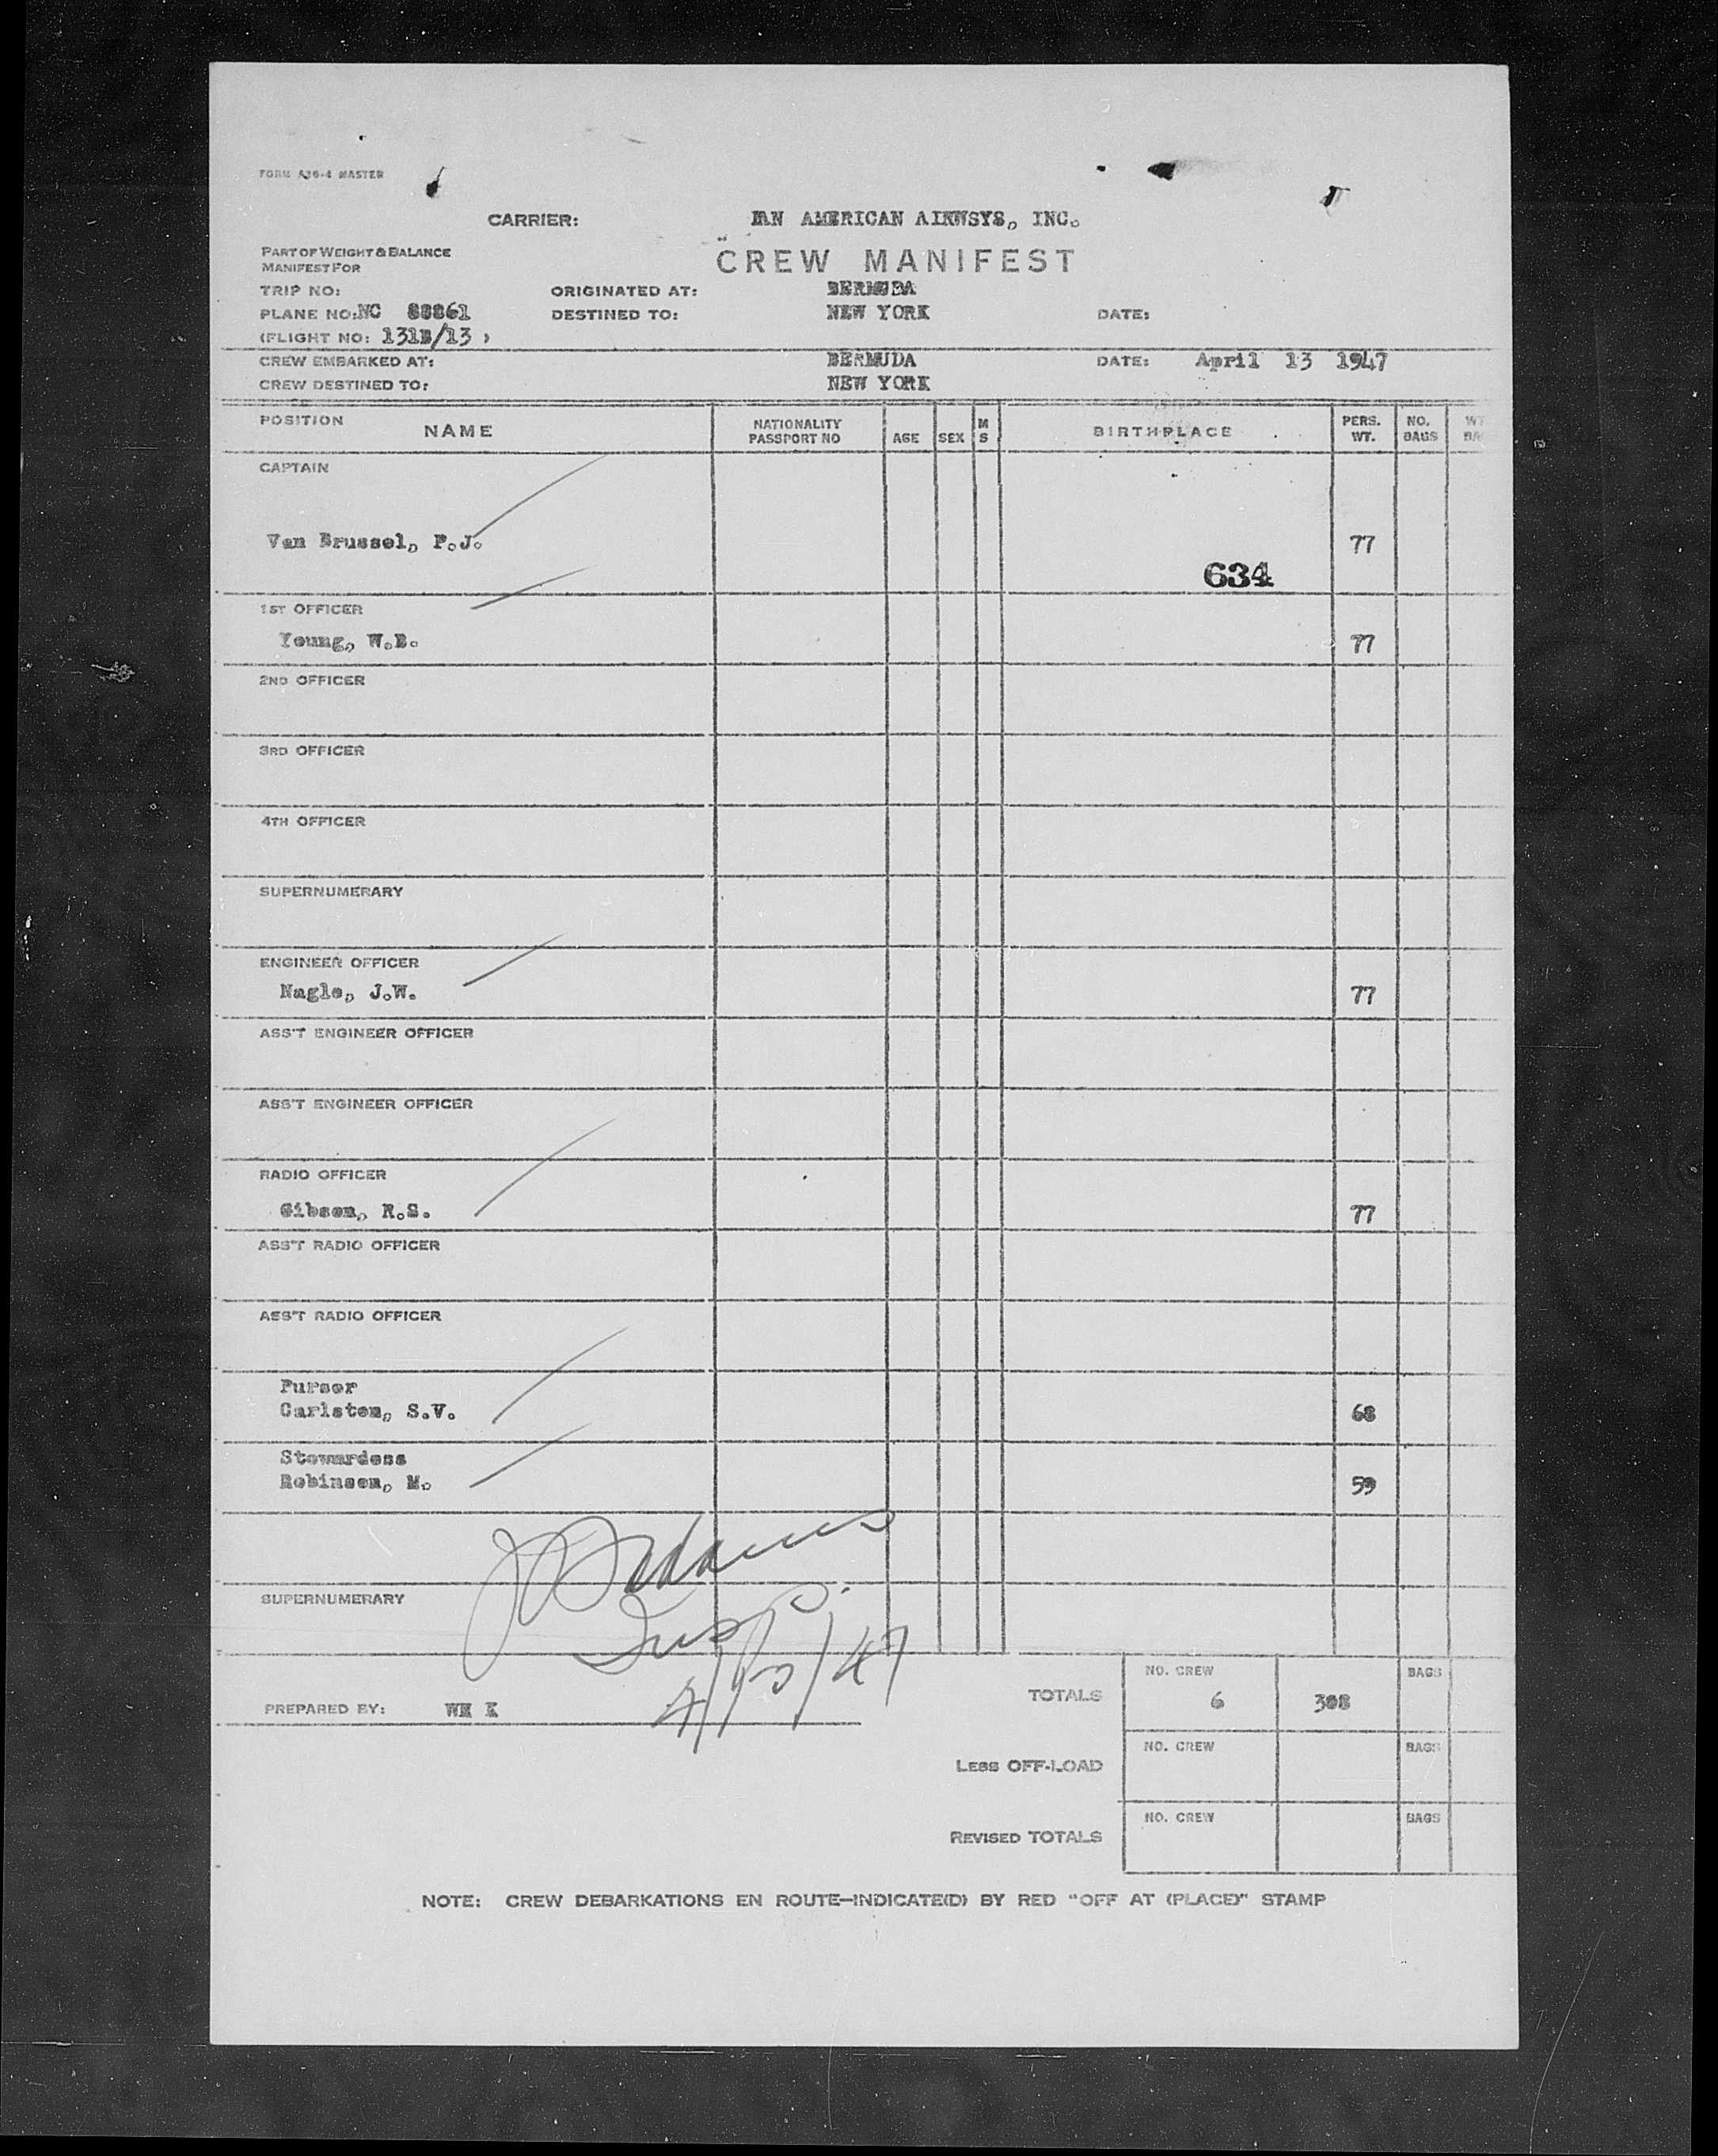 FORM A36-4 MASTER
CARRIER: PAN AMERICAN AIRWSYS, INC.
PART OF WEIGHT & BALANCE
MANIFEST FOR
CREW MANIFEST
TRIP NO: ORIGINATED AT: BERMUDA
PLANE NO: NC 88861 DESTINED TO: NEW YORK DATE:
(FLIGHT NO: 131B/13 )
CREW EMBARKED AT: BERMUDA DATE: April 13 1947
CREW DESTINED TO: NEW YORK
POSITION NAME NATIONALITY PASSPORT NO AGE SEX M S BIRTHPLACE PERS. WT. NO. BAGS
CAPTAIN
Van Brussel, P.J. 77
634
1ST OFFICER
Young, W.B. 77
2ND OFFICER
3RD OFFICER
4TH OFFICER
SUPERNUMERARY
ENGINEER OFFICER
Nagle, J.W. 77
ASS'T ENGINEER OFFICER
ASS'T ENGINEER OFFICER
RADIO OFFICER
Gibson, R.S. 77
ASS'T RADIO OFFICER
ASS'T RADIO OFFICER
Purser
Carlsten, S.V. 68
Stewardess
Robinson, M. 59
Adams
SUPERNUMERARY
4/13/47
NO. CREW BAGS
TOTALS 6
PREPARED BY: WK K
NO. CREW BAGS
LESS OFF-LOAD
NO. CREW BAGS
REVISED TOTALS
NOTE: CREW DEBARKATIONS EN ROUTE—INDICATE(D) BY RED "OFF AT (PLACE)" STAMP